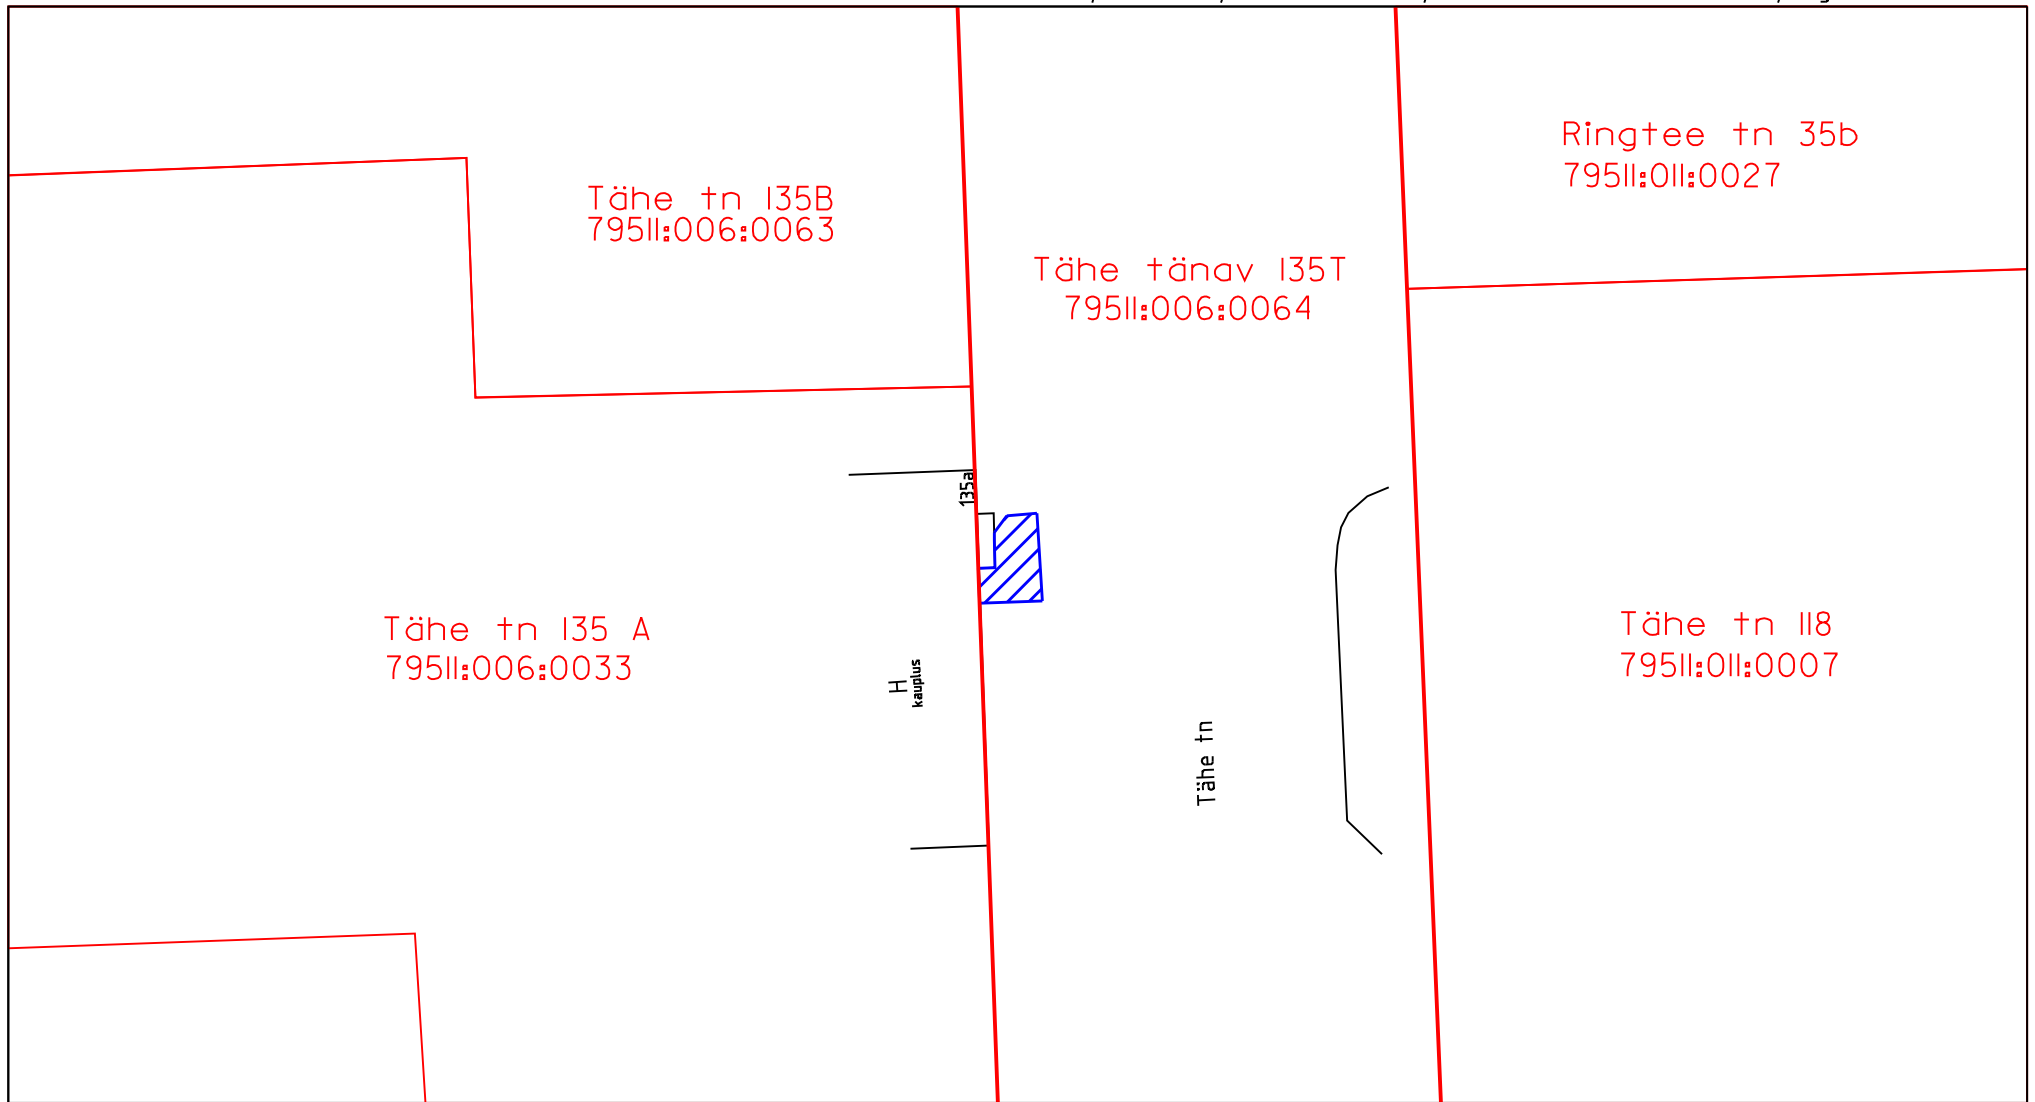 Ringtee tn 35b
79511:011:0027
Tähe tn 135B
79511:006:0063
Tähe tänav 135T
79511:006:0064
135a
Tähe tn 135 A
79511:006:0033
Tähe tn 118
79511:011:0007
H
kauplus
Tähe tn